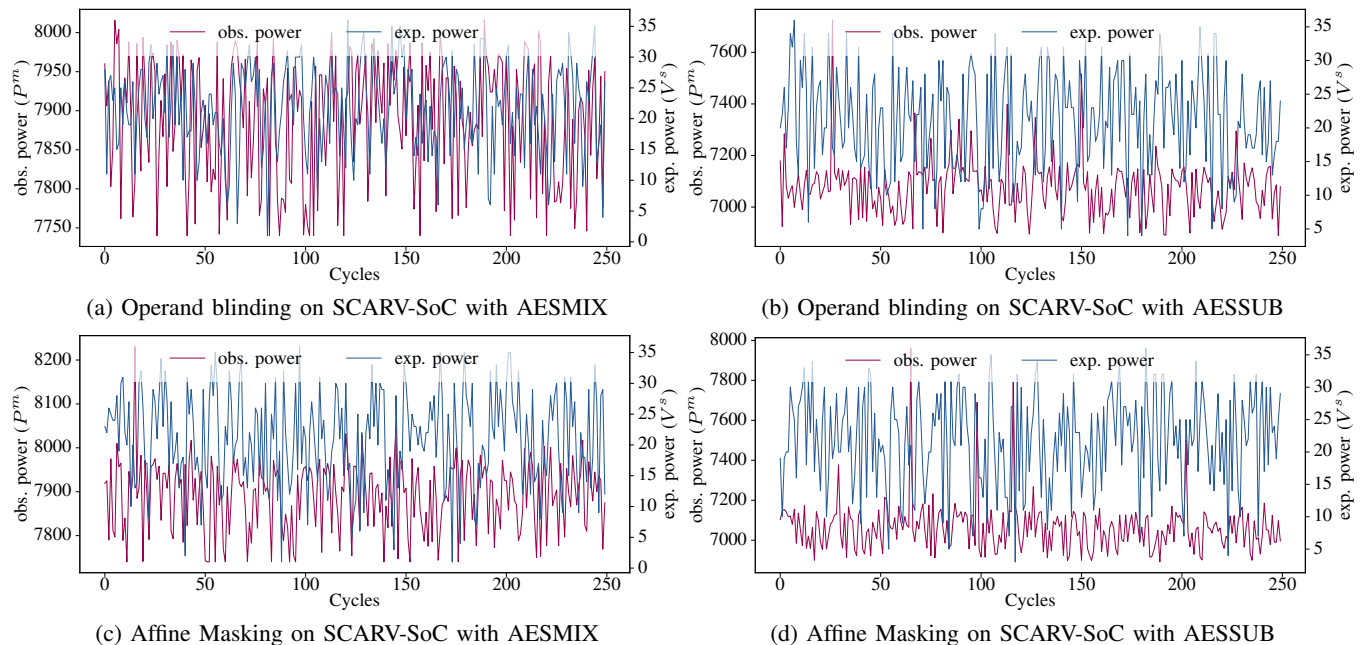 obs. power exp. power
8000
7950
7900
7850
7800
7750
obs. power (P^m)
35
30
25
20
15
10
5
0
exp. power (V^s)
0 50 100 150 200 250
Cycles
(a) Operand blinding on SCARV-SoC with AESMIX
obs. power exp. power
7600
7400
7200
7000
obs. power (P^m)
35
30
25
20
15
10
5
exp. power (V^s)
0 50 100 150 200 250
Cycles
(b) Operand blinding on SCARV-SoC with AESSUB
obs. power exp. power
8200
8100
8000
7900
7800
obs. power (P^m)
35
30
25
20
15
10
5
0
exp. power (V^s)
0 50 100 150 200 250
Cycles
(c) Affine Masking on SCARV-SoC with AESMIX
obs. power exp. power
8000
7800
7600
7400
7200
7000
obs. power (P^m)
35
30
25
20
15
10
5
exp. power (V^s)
0 50 100 150 200 250
Cycles
(d) Affine Masking on SCARV-SoC with AESSUB